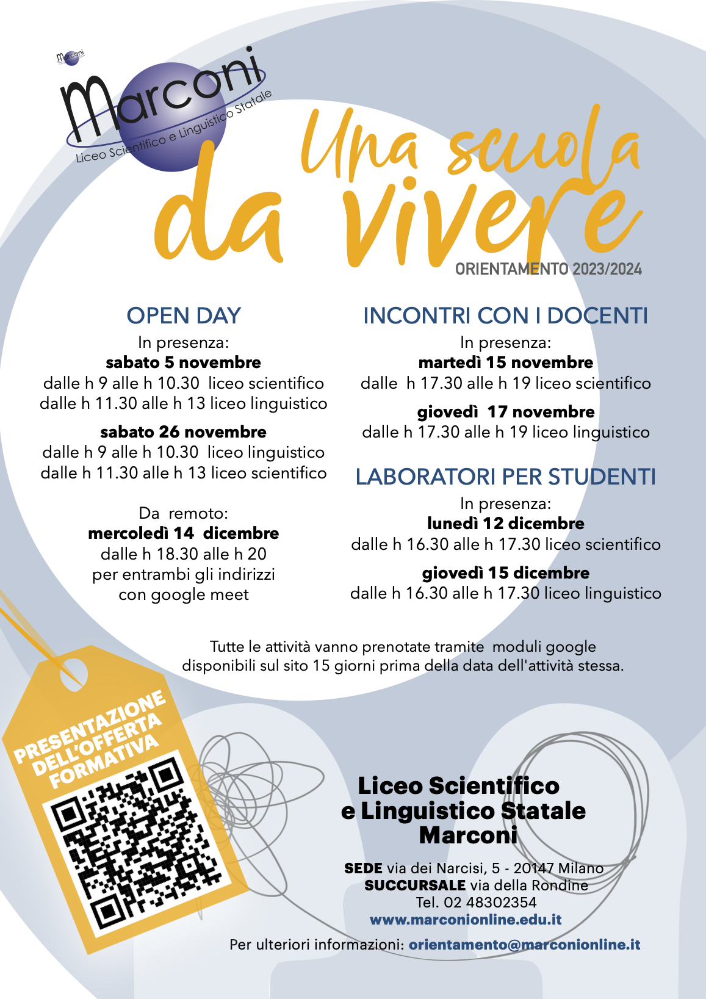 marconi
marconi
Liceo Scientifico e Linguistico Statale
Una scuola
da vivere
ORIENTAMENTO 2023/2024
OPEN DAY
In presenza:
sabato 5 novembre
dalle h 9 alle h 10.30 liceo scientifico
dalle h 11.30 alle h 13 liceo linguistico
sabato 26 novembre
dalle h 9 alle h 10.30 liceo linguistico
dalle h 11.30 alle h 13 liceo scientifico
Da remoto:
mercoledì 14 dicembre
dalle h 18.30 alle h 20
per entrambi gli indirizzi
con google meet
INCONTRI CON I DOCENTI
In presenza:
martedì 15 novembre
dalle h 17.30 alle h 19 liceo scientifico
giovedì 17 novembre
dalle h 17.30 alle h 19 liceo linguistico
LABORATORI PER STUDENTI
In presenza:
lunedì 12 dicembre
dalle h 16.30 alle h 17.30 liceo scientifico
giovedì 15 dicembre
dalle h 16.30 alle h 17.30 liceo linguistico
Tutte le attività vanno prenotate tramite moduli google
disponibili sul sito 15 giorni prima della data dell'attività stessa.
PRESENTAZIONE
DELL'OFFERTA
FORMATIVA
Liceo Scientifico
e Linguistico Statale
Marconi
SEDE via dei Narcisi, 5 - 20147 Milano
SUCCURSALE via della Rondine
Tel. 02 48302354
www.marconionline.edu.it
Per ulteriori informazioni: orientamento@marconionline.it